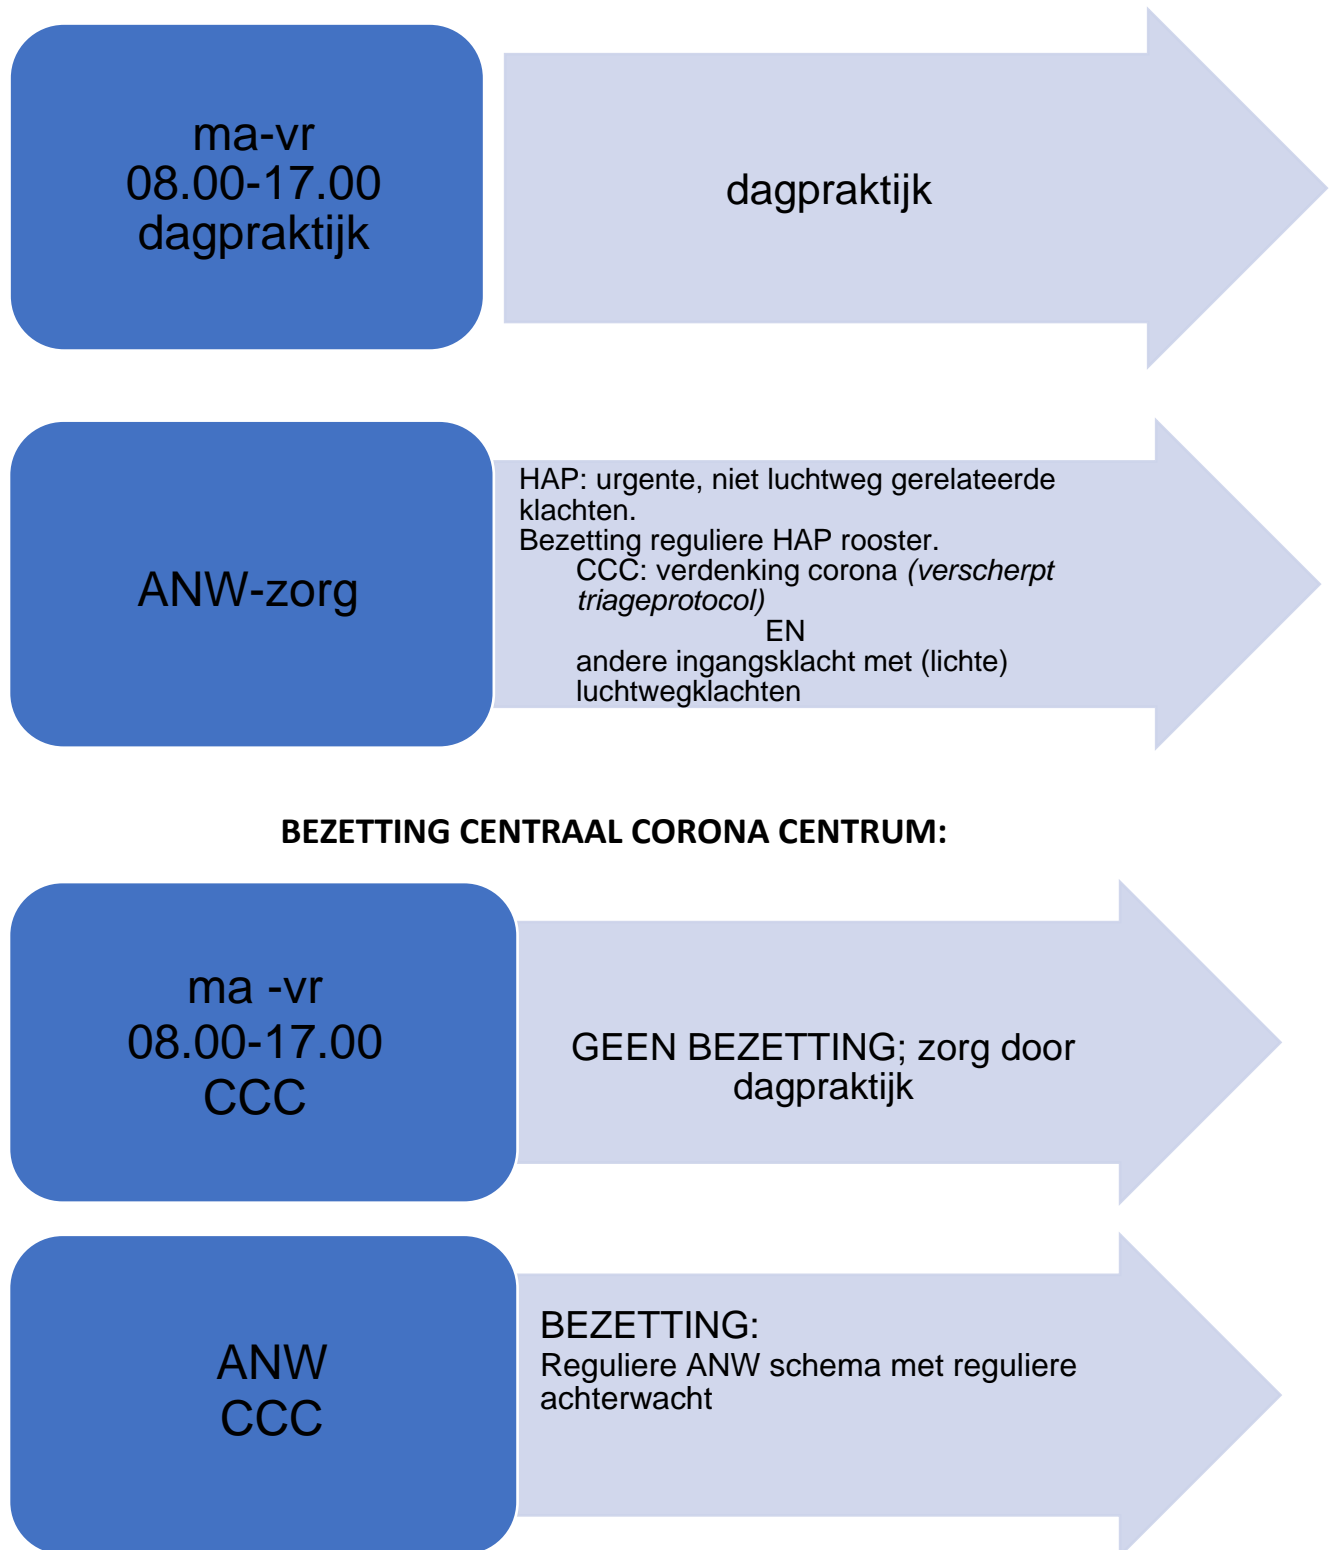 ma-vr
08.00-17.00
dagpraktijk
dagpraktijk
ANW-zorg
HAP: urgente, niet luchtweg gerelateerde
klachten.
Bezetting reguliere HAP rooster.
CCC: verdenking corona (verscherpt
triageprotocol)
EN
andere ingangsklacht met (lichte)
luchtwegklachten
BEZETTING CENTRAAL CORONA CENTRUM:
ma -vr
08.00-17.00
CCC
GEEN BEZETTING; zorg door
dagpraktijk
ANW
CCC
BEZETTING:
Reguliere ANW schema met reguliere
achterwacht